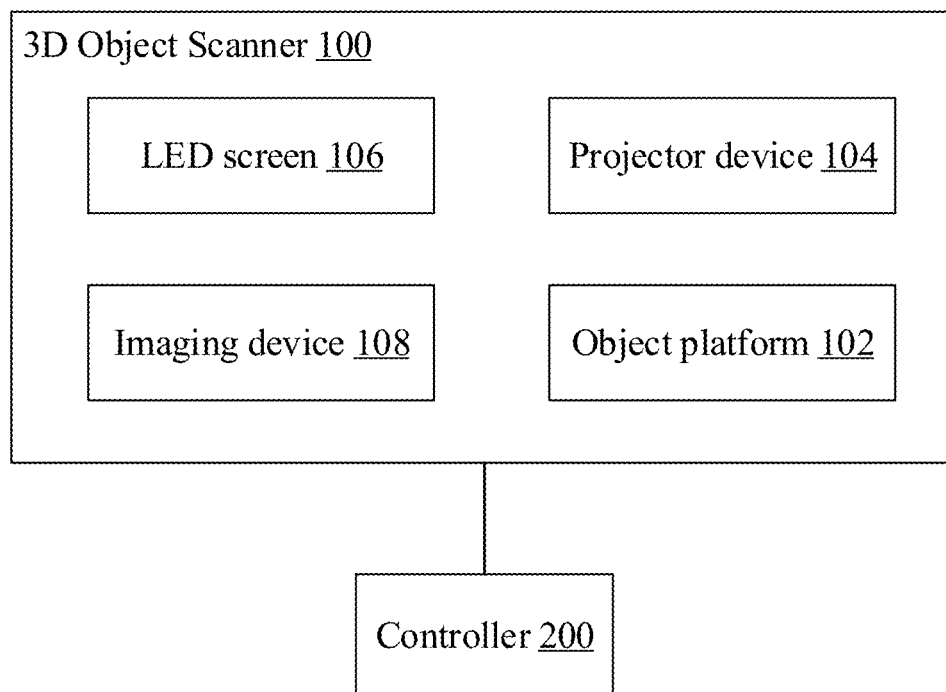 3D Object Scanner 100
LED screen 106
Projector device 104
Imaging device 108
Object platform 102
Controller 200